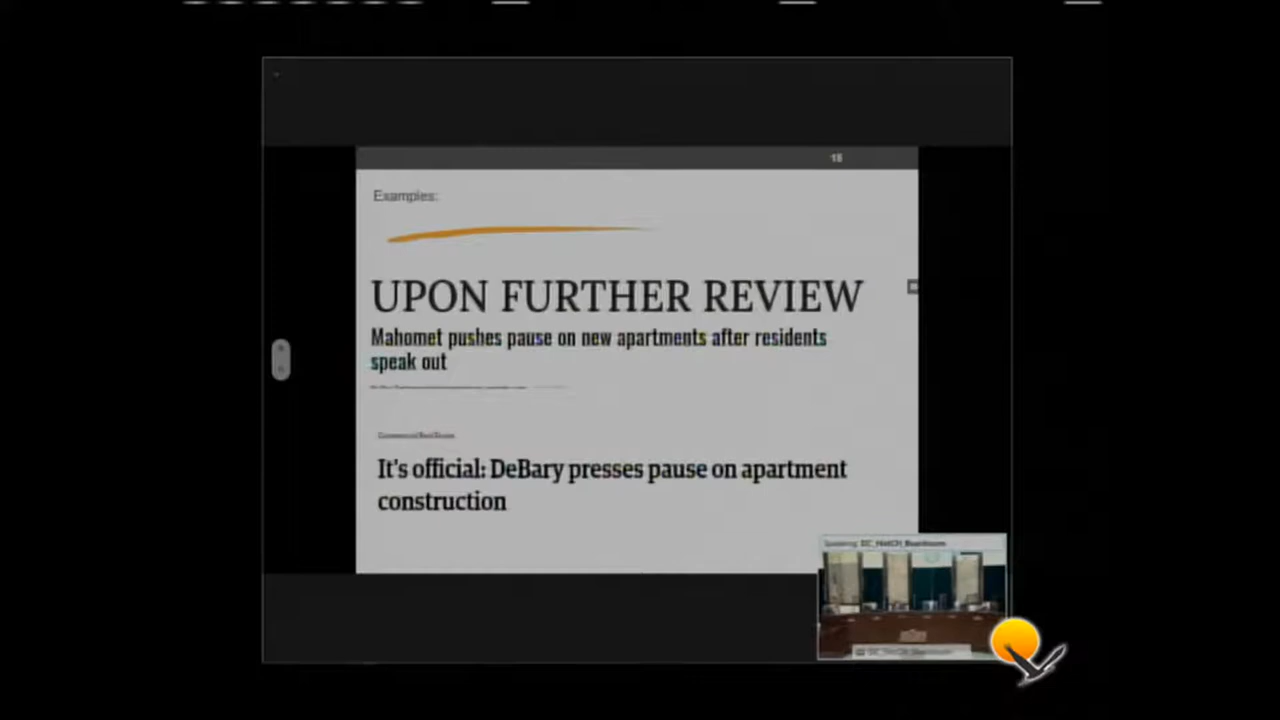 18
Examples:
UPON FURTHER REVIEW
Mahomet pushes pause on new apartments after residents
speak out
It's official: DeBary presses pause on apartment
construction